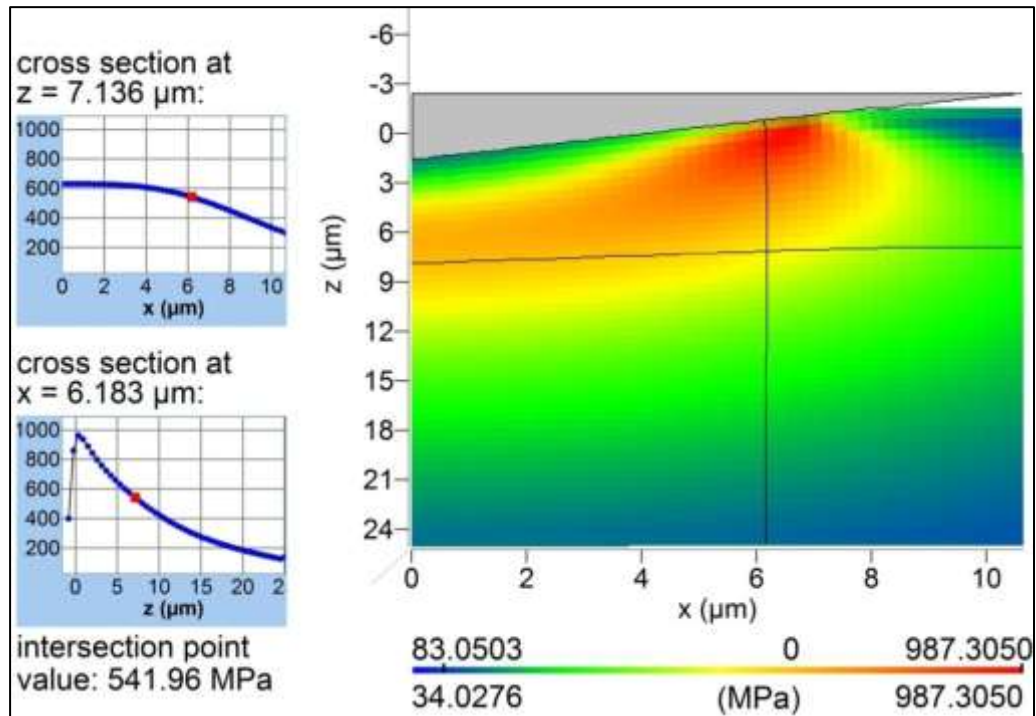 cross section at
z = 7.136 µm:
1000
800
600
400
200
0 2 4 6 8 10
x (µm)
cross section at
x = 6.183 µm:
1000
800
600
400
200
0 5 10 15 20 2
z (µm)
intersection point
value: 541.96 MPa
-6
-3
0
3
6
9
12
15
18
21
24
z (µm)
0 2 4 6 8 10
x (µm)
83.0503 0 987.3050
34.0276 (MPa) 987.3050